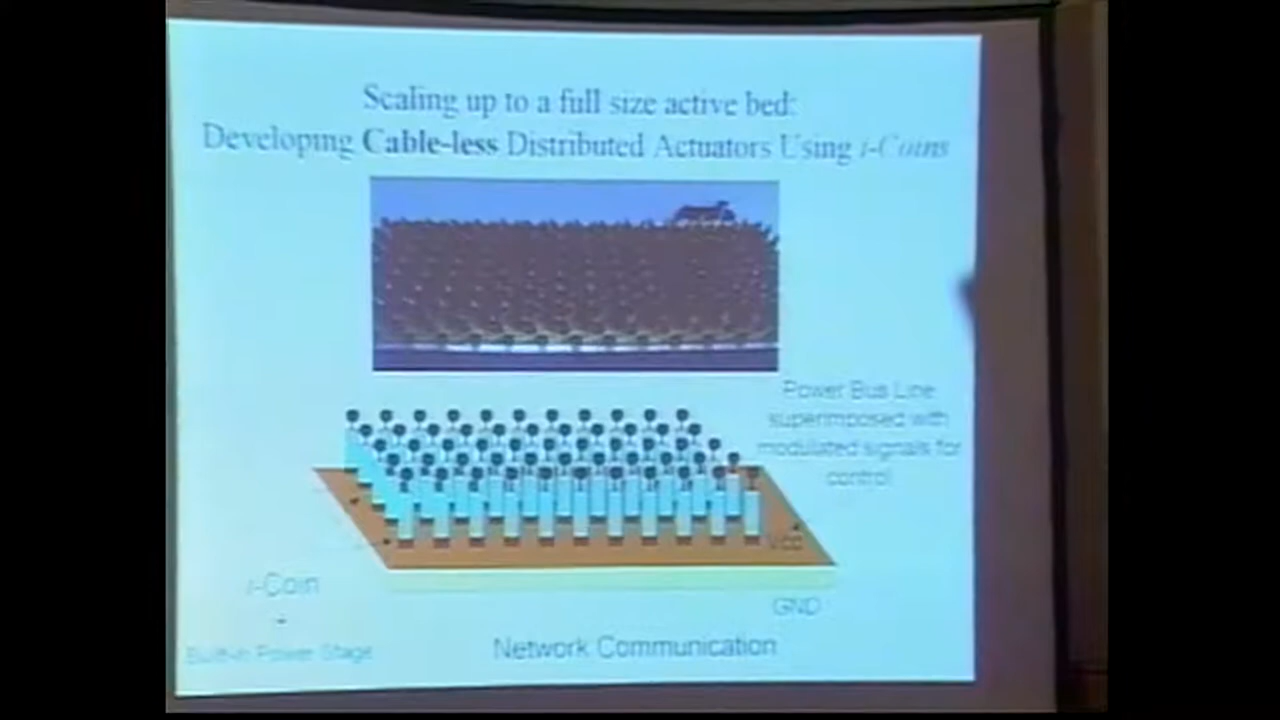 Scaling up to a full size active bed:
Developing Cable-less Distributed Actuators Using i-Coins
Power Bus Line
superimposed with
modulated signals for
control
Vcc
i-Coin
GND
+
Built-in Power Stage
Network Communication